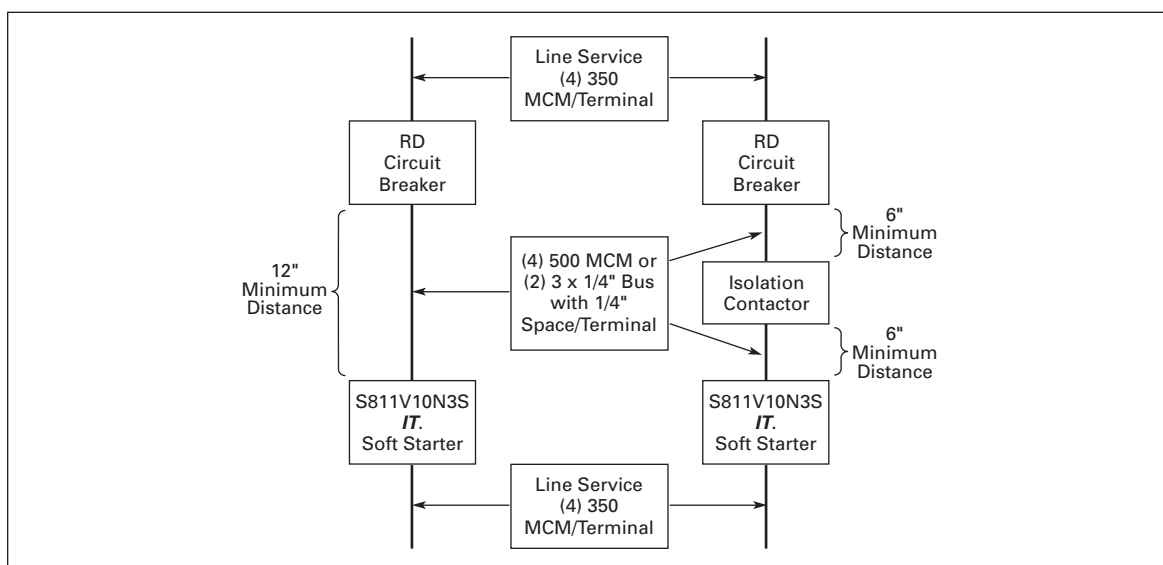 Line Service
(4) 350
MCM/Terminal
RD
Circuit
Breaker
RD
Circuit
Breaker
12"
Minimum
Distance
(4) 500 MCM or
(2) 3 x 1/4" Bus
with 1/4"
Space/Terminal
6"
Minimum
Distance
Isolation
Contactor
6"
Minimum
Distance
S811V10N3S
IT.
Soft Starter
S811V10N3S
IT.
Soft Starter
Line Service
(4) 350
MCM/Terminal